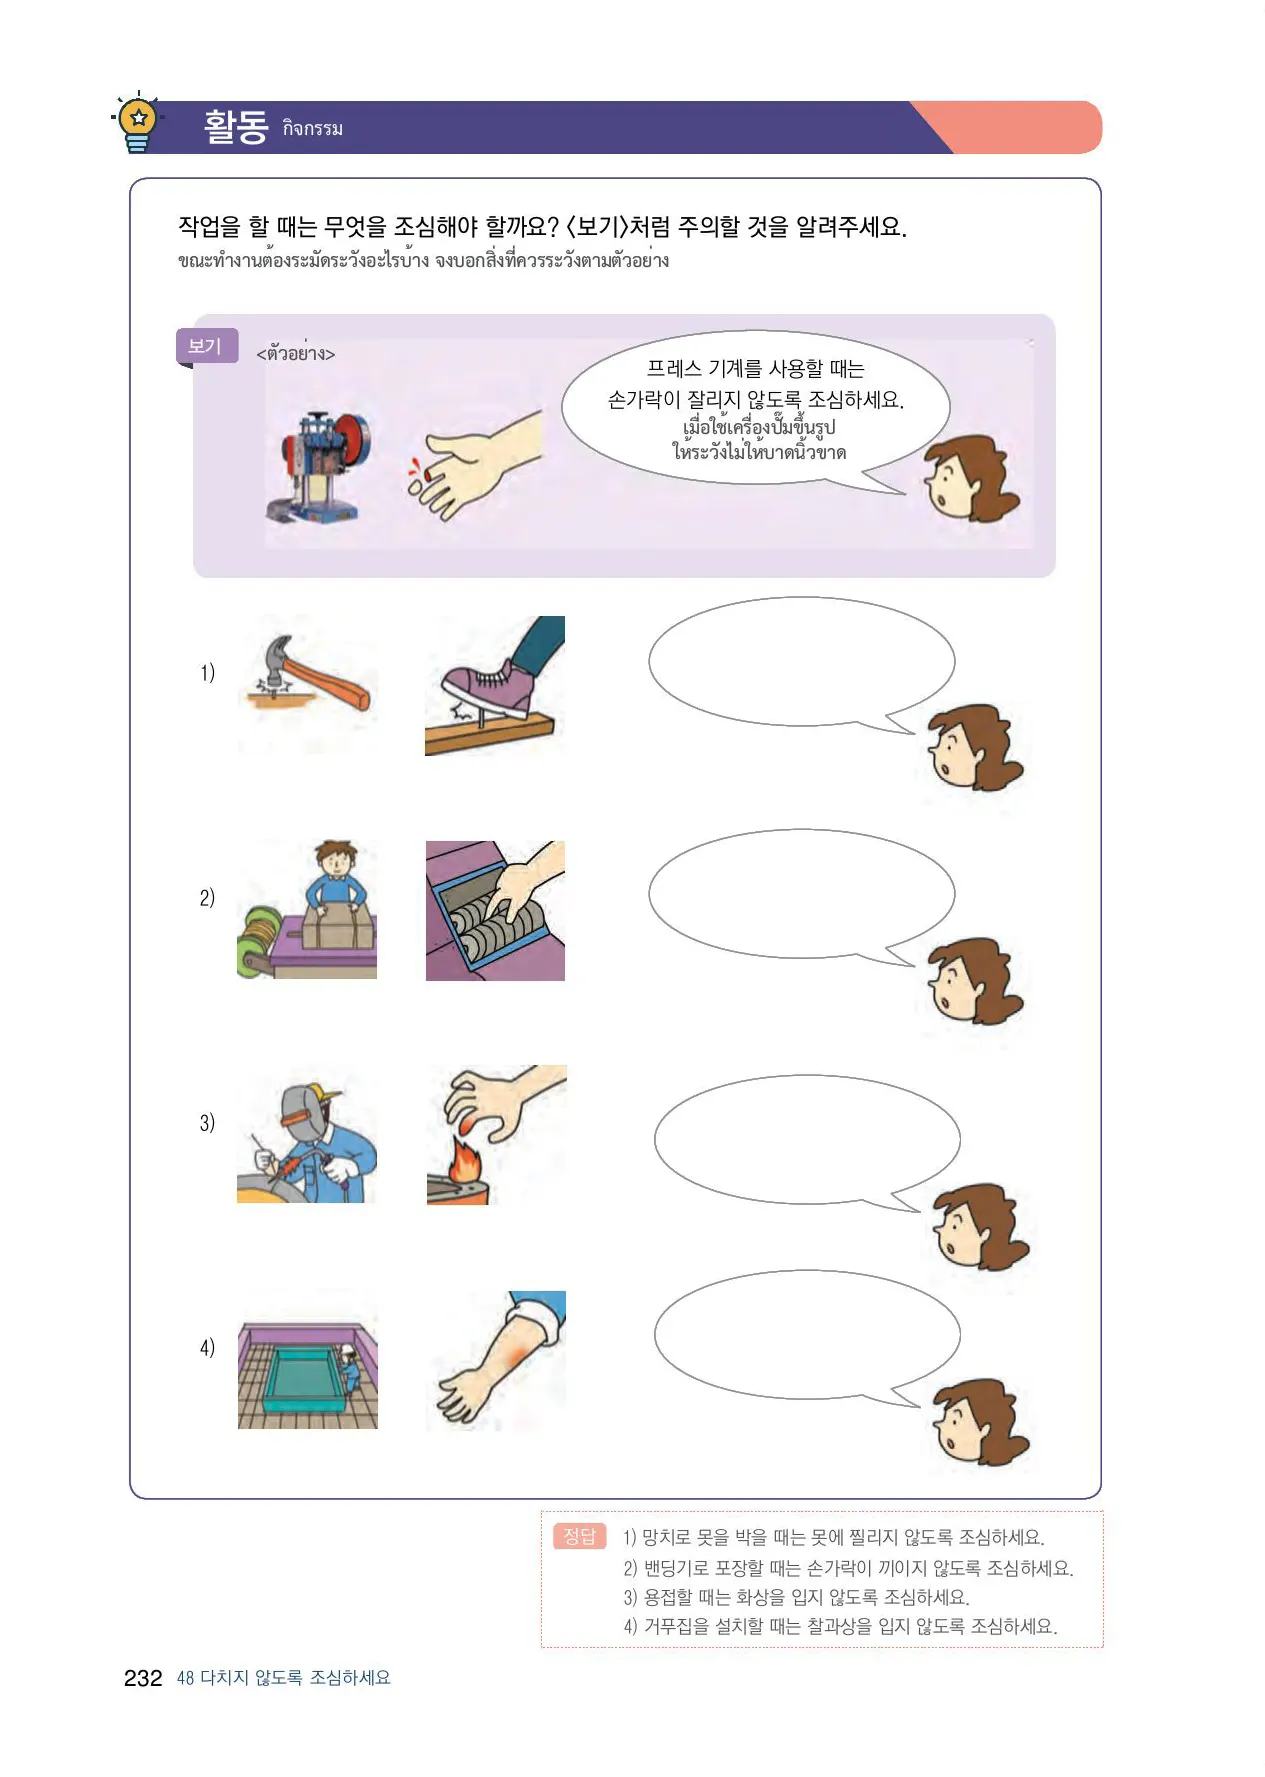 활동 กิจกรรม
작업을 할 때는 무엇을 조심해야 할까요? 〈보기〉처럼 주의할 것을 알려주세요.
ขณะทำงานต้องระมัดระวังอะไรบ้าง จงบอกสิ่งที่ควรระวังตามตัวอย่าง
보기 <ตัวอย่าง>
프레스 기계를 사용할 때는
손가락이 잘리지 않도록 조심하세요.
เมื่อใช้เครื่องปั๊มขึ้นรูป
ให้ระวังไม่ให้บาดนิ้วขาด
1)
2)
3)
4)
정답 1) 망치로 못을 박을 때는 못에 찔리지 않도록 조심하세요.
2) 밴딩기로 포장할 때는 손가락이 끼이지 않도록 조심하세요.
3) 용접할 때는 화상을 입지 않도록 조심하세요.
4) 거푸집을 설치할 때는 찰과상을 입지 않도록 조심하세요.
232 48 다치지 않도록 조심하세요